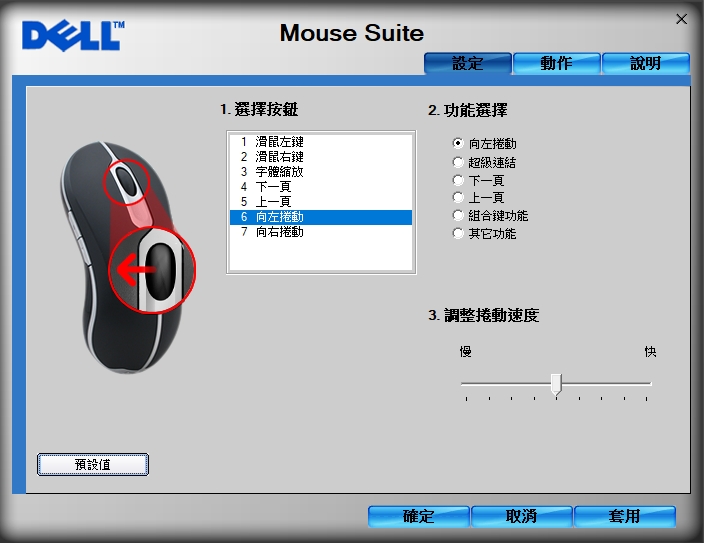 DELL™
Mouse Suite
設定 動作 說明
1. 選擇按鈕
1 滑鼠左鍵
2 滑鼠右鍵
3 字體縮放
4 下一頁
5 上一頁
6 向左捲動
7 向右捲動
2. 功能選擇
向左捲動
超級連結
下一頁
上一頁
組合鍵功能
其它功能
3. 調整捲動速度
慢 快
預設值
確定 取消 套用